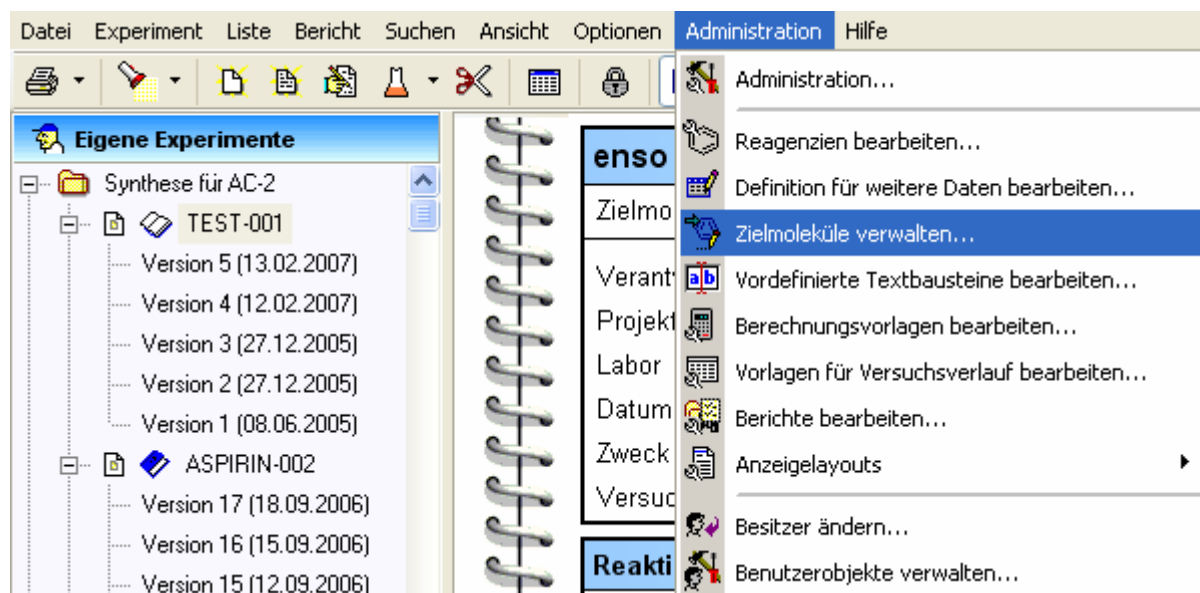 Datei Experiment Liste Bericht Suchen Ansicht Optionen Administration Hilfe
Eigene Experimente
Synthese für AC-2
TEST-001
Version 5 (13.02.2007)
Version 4 (12.02.2007)
Version 3 (27.12.2005)
Version 2 (27.12.2005)
Version 1 (08.06.2005)
ASPIRIN-002
Version 17 (18.09.2006)
Version 16 (15.09.2006)
Version 15 (12.09.2006)
enso
Zielmo
Verant
Projekt
Labor
Datum
Zweck
Versuc
Reakti
Administration...
Reagenzien bearbeiten...
Definition für weitere Daten bearbeiten...
Zielmoleküle verwalten...
ab Vordefinierte Textbausteine bearbeiten...
Berechnungsvorlagen bearbeiten...
Vorlagen für Versuchsverlauf bearbeiten...
Berichte bearbeiten...
Anzeigelayouts
Besitzer ändern...
Benutzerobjekte verwalten...